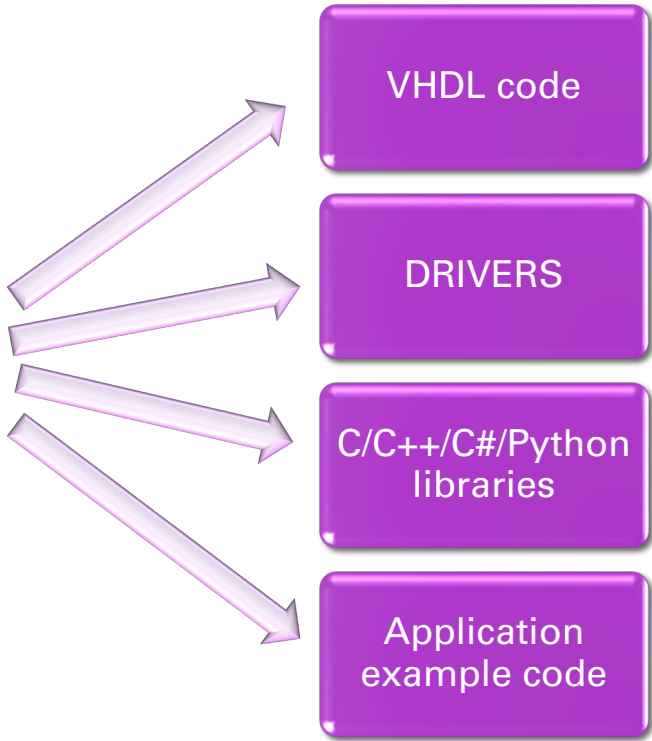 VHDL code
DRIVERS
C/C++/C#/Python
libraries
Application
example code